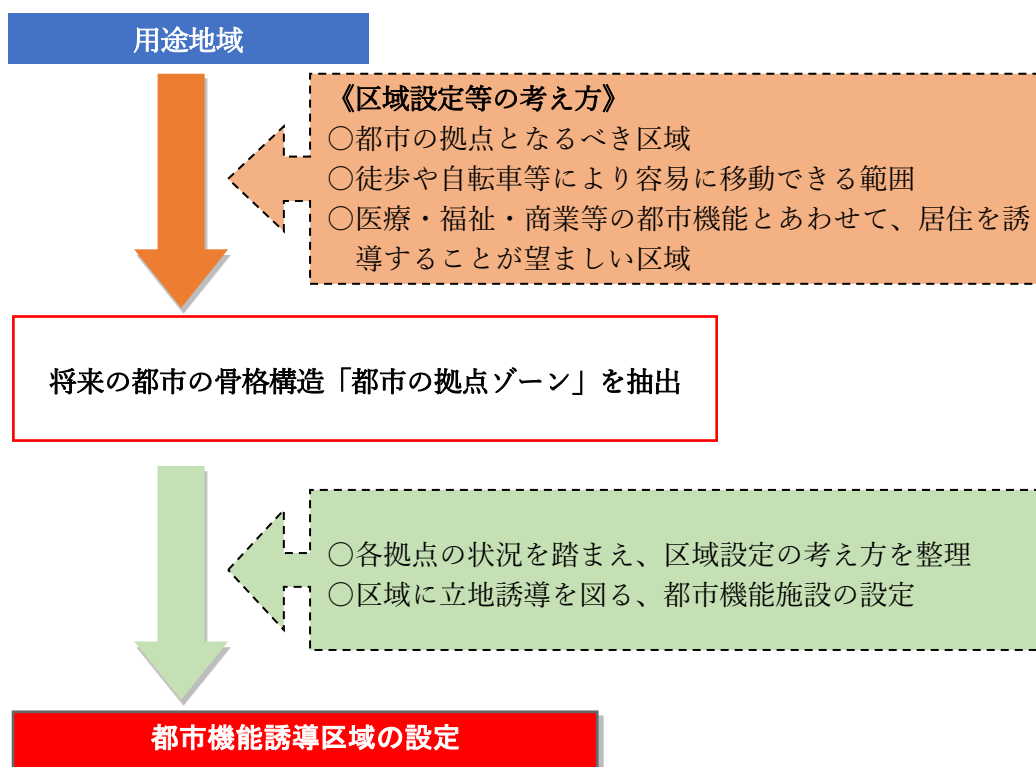 用途地域
《区域設定等の考え方》
○都市の拠点となるべき区域
○徒歩や自転車等により容易に移動できる範囲
○医療・福祉・商業等の都市機能とあわせて、居住を誘
導することが望ましい区域
将来の都市の骨格構造「都市の拠点ゾーン」を抽出
○各拠点の状況を踏まえ、区域設定の考え方を整理
○区域に立地誘導を図る、都市機能施設の設定
都市機能誘導区域の設定